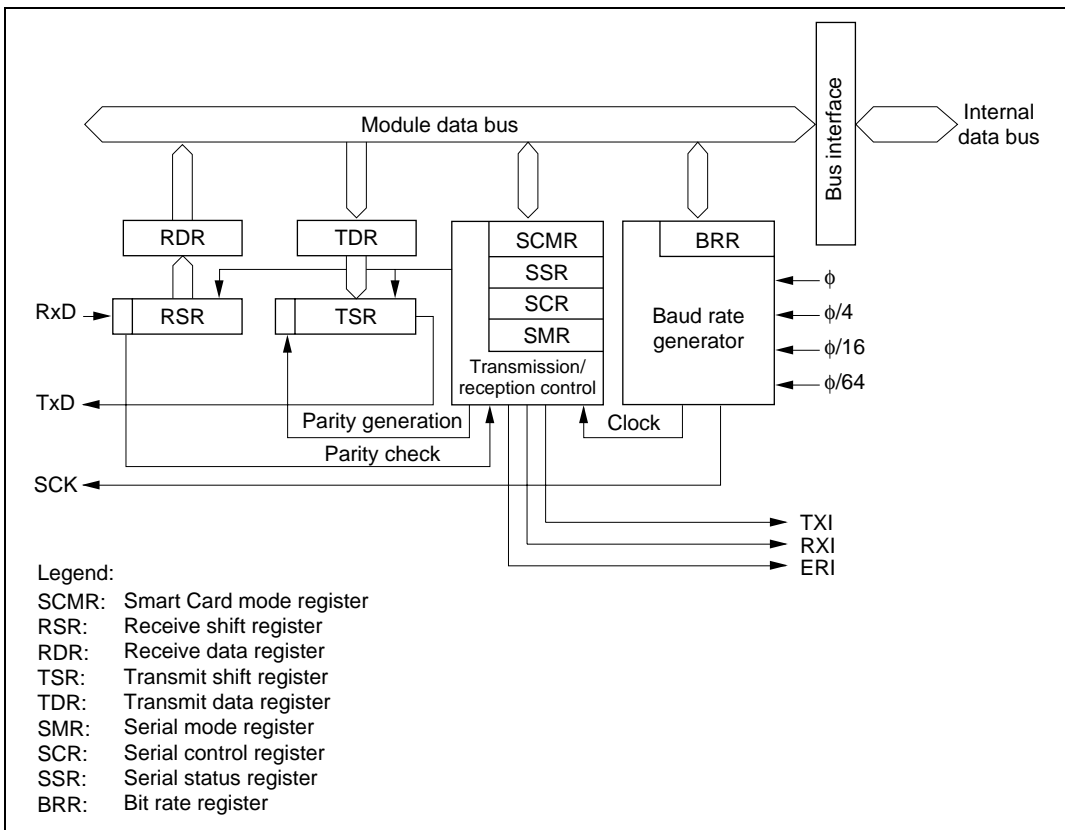 Module data bus
Bus interface
Internal
data bus
RDR
TDR
SCMR
SSR
SCR
SMR
Transmission/
reception control
BRR
Baud rate
generator
ϕ
ϕ/4
ϕ/16
ϕ/64
RxD
RSR
TSR
TxD
Parity generation
Parity check
Clock
SCK
TXI
RXI
ERI
Legend:
SCMR: Smart Card mode register
RSR: Receive shift register
RDR: Receive data register
TSR: Transmit shift register
TDR: Transmit data register
SMR: Serial mode register
SCR: Serial control register
SSR: Serial status register
BRR: Bit rate register